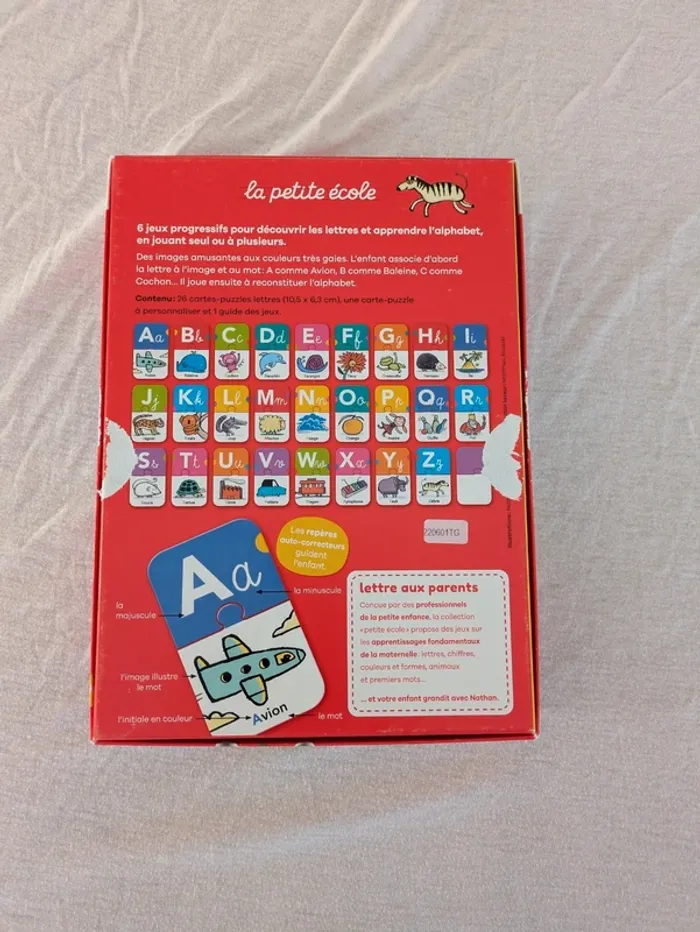 la petite école
6 jeux progressifs pour découvrir les lettres et apprendre l'alphabet,
en jouant seul ou à plusieurs.
Des images amusantes aux couleurs très gaies. L'enfant associe d'abord
la lettre à l'image et au mot : A comme Avion, B comme Baleine, C comme
Cochon... Il joue ensuite à reconstituer l'alphabet.
Contenu : 26 cartes-puzzles lettres (10,5 x 6,3 cm), une carte-puzzle
à personnaliser et 1 guide des jeux.
Aa Bb Cc Dd Ee Ff Gg Hh Ii
Jj Kk Ll Mm Nn Oo Pp Qq Rr
Ss Tt Uu Vv Ww Xx Yy Zz
220601TG
Les repères
auto-correcteurs
guident
l'enfant.
Aa
la
majuscule
la minuscule
l'image illustre
le mot
l'initiale en couleur
Avion
le mot
lettre aux parents
Conçue par des professionnels
de la petite enfance, la collection
« petite école » propose des jeux sur
les apprentissages fondamentaux
de la maternelle : lettres, chiffres,
couleurs et formes, animaux
et premiers mots...
... et votre enfant grandit avec Nathan.